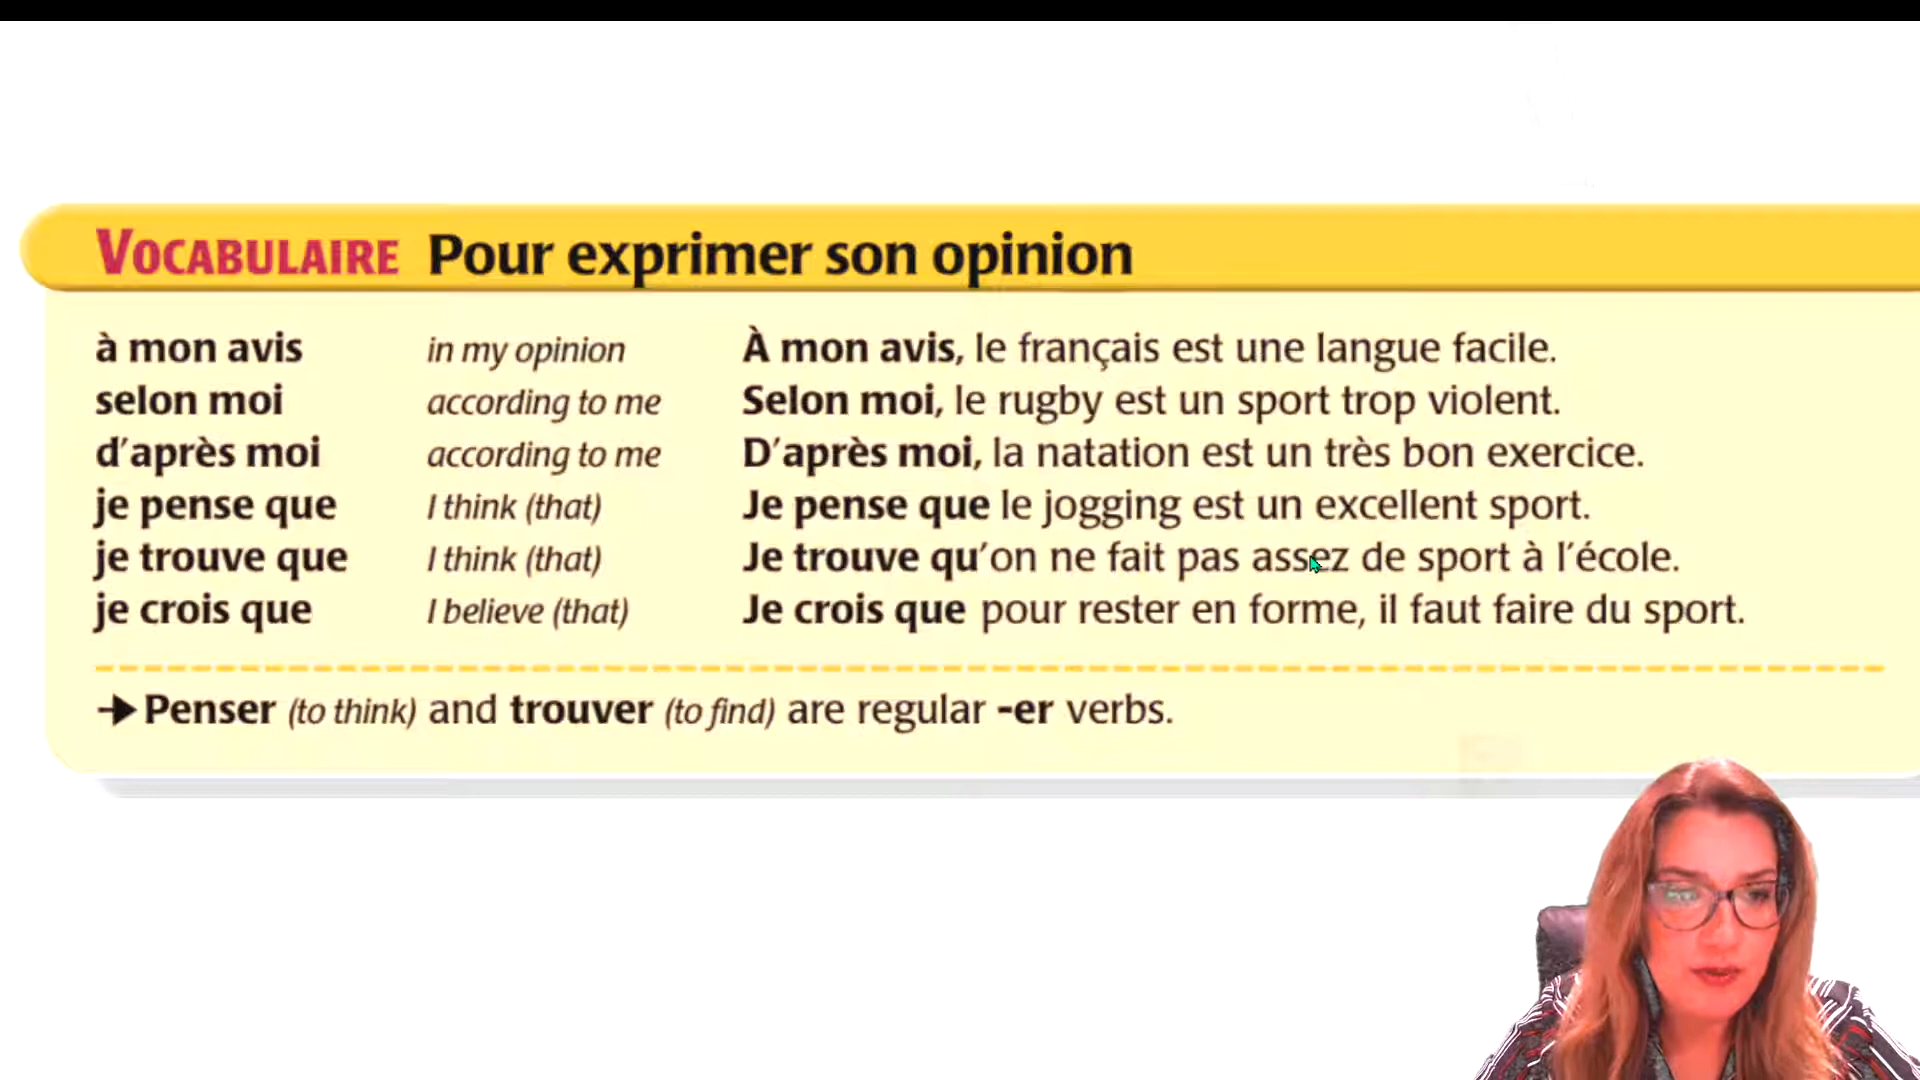 VOCABULAIRE Pour exprimer son opinion
à mon avis in my opinion À mon avis, le français est une langue facile.
selon moi according to me Selon moi, le rugby est un sport trop violent.
d'après moi according to me D'après moi, la natation est un très bon exercice.
je pense que I think (that) Je pense que le jogging est un excellent sport.
je trouve que I think (that) Je trouve qu'on ne fait pas assez de sport à l'école.
je crois que I believe (that) Je crois que pour rester en forme, il faut faire du sport.
→ Penser (to think) and trouver (to find) are regular -er verbs.